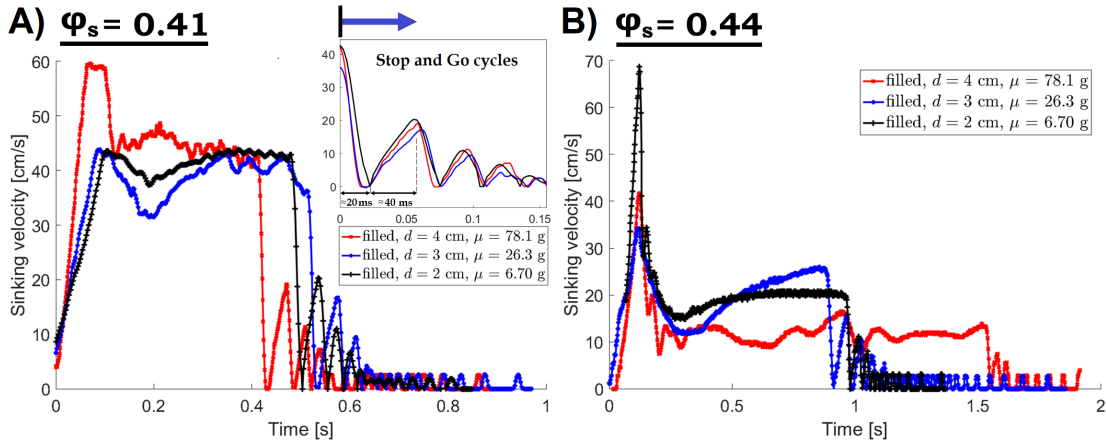 A) φs = 0.41
Sinking velocity [cm/s]
60
50
40
30
20
10
0
0
0.2
0.4
0.6
0.8
1
Time [s]
Stop and Go cycles
40
30
20
10
0
≈20 ms
≈40 ms
0
0.05
0.1
0.15
filled, d = 4 cm, μ = 78.1 g
filled, d = 3 cm, μ = 26.3 g
filled, d = 2 cm, μ = 6.70 g
B) φs = 0.44
Sinking velocity [cm/s]
70
60
50
40
30
20
10
0
0
0.5
1
1.5
2
Time [s]
filled, d = 4 cm, μ = 78.1 g
filled, d = 3 cm, μ = 26.3 g
filled, d = 2 cm, μ = 6.70 g